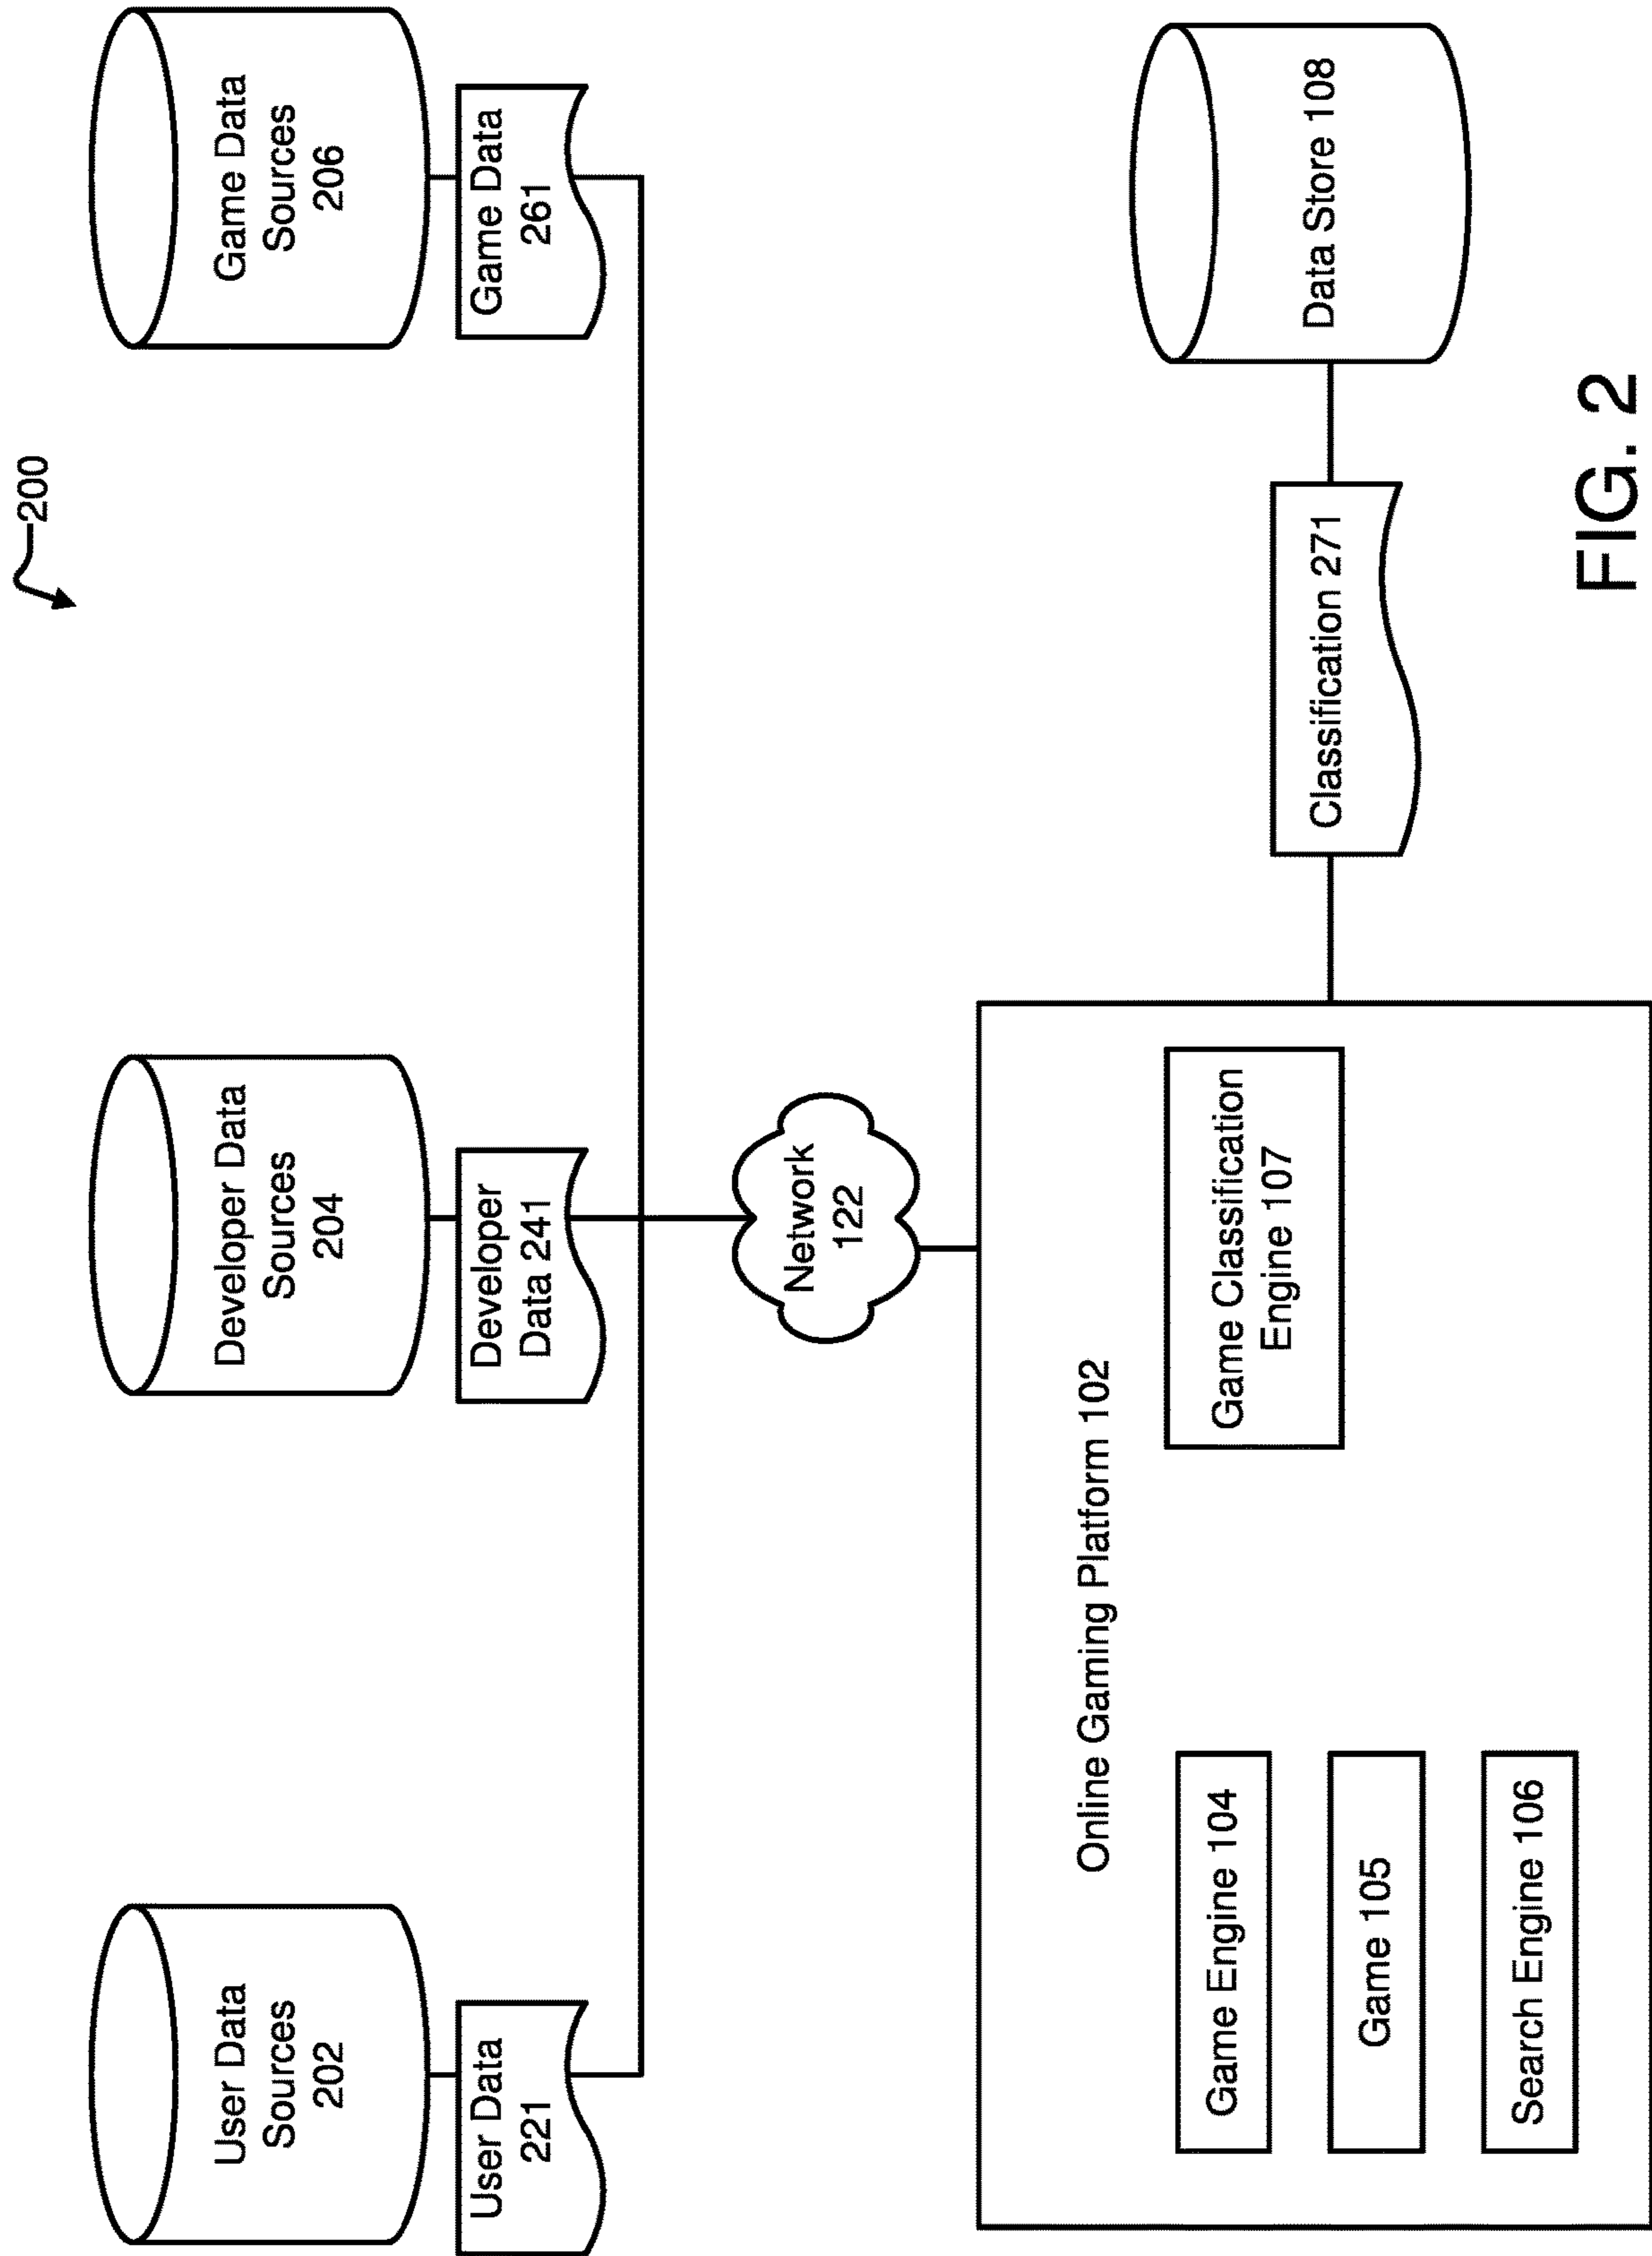 200
User Data
Sources
202
Developer Data
Sources
204
Game Data
Sources
206
User Data
221
Developer
Data 241
Game Data
261
Network
122
Online Gaming Platform 102
Game Engine 104
Game 105
Search Engine 106
Game Classification
Engine 107
Classification 271
Data Store 108
FIG. 2